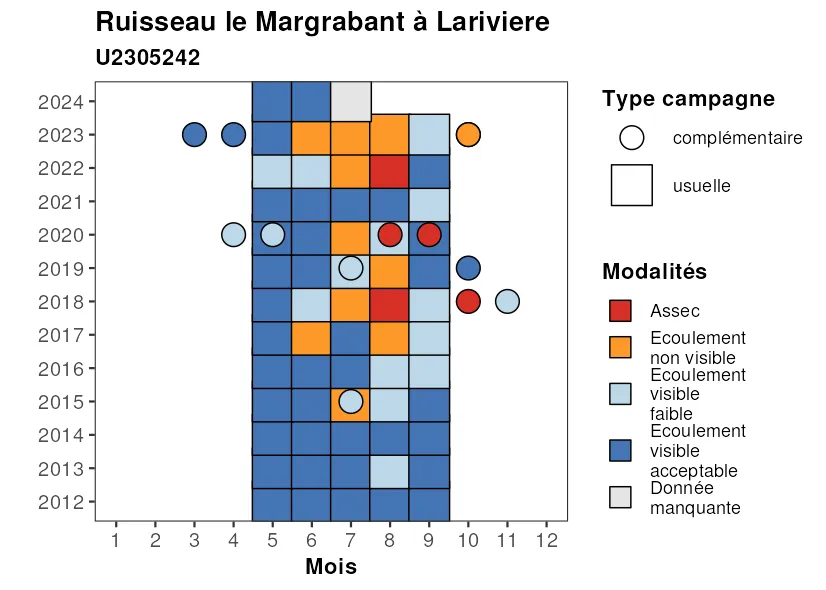 Ruisseau le Margrabant à Lariviere
U2305242
2024
2023
2022
2021
2020
2019
2018
2017
2016
2015
2014
2013
2012
1 2 3 4 5 6 7 8 9 10 11 12
Mois
Type campagne
complémentaire
usuelle
Modalités
Assec
Ecoulement
non visible
Ecoulement
visible
faible
Ecoulement
visible
acceptable
Donnée
manquante